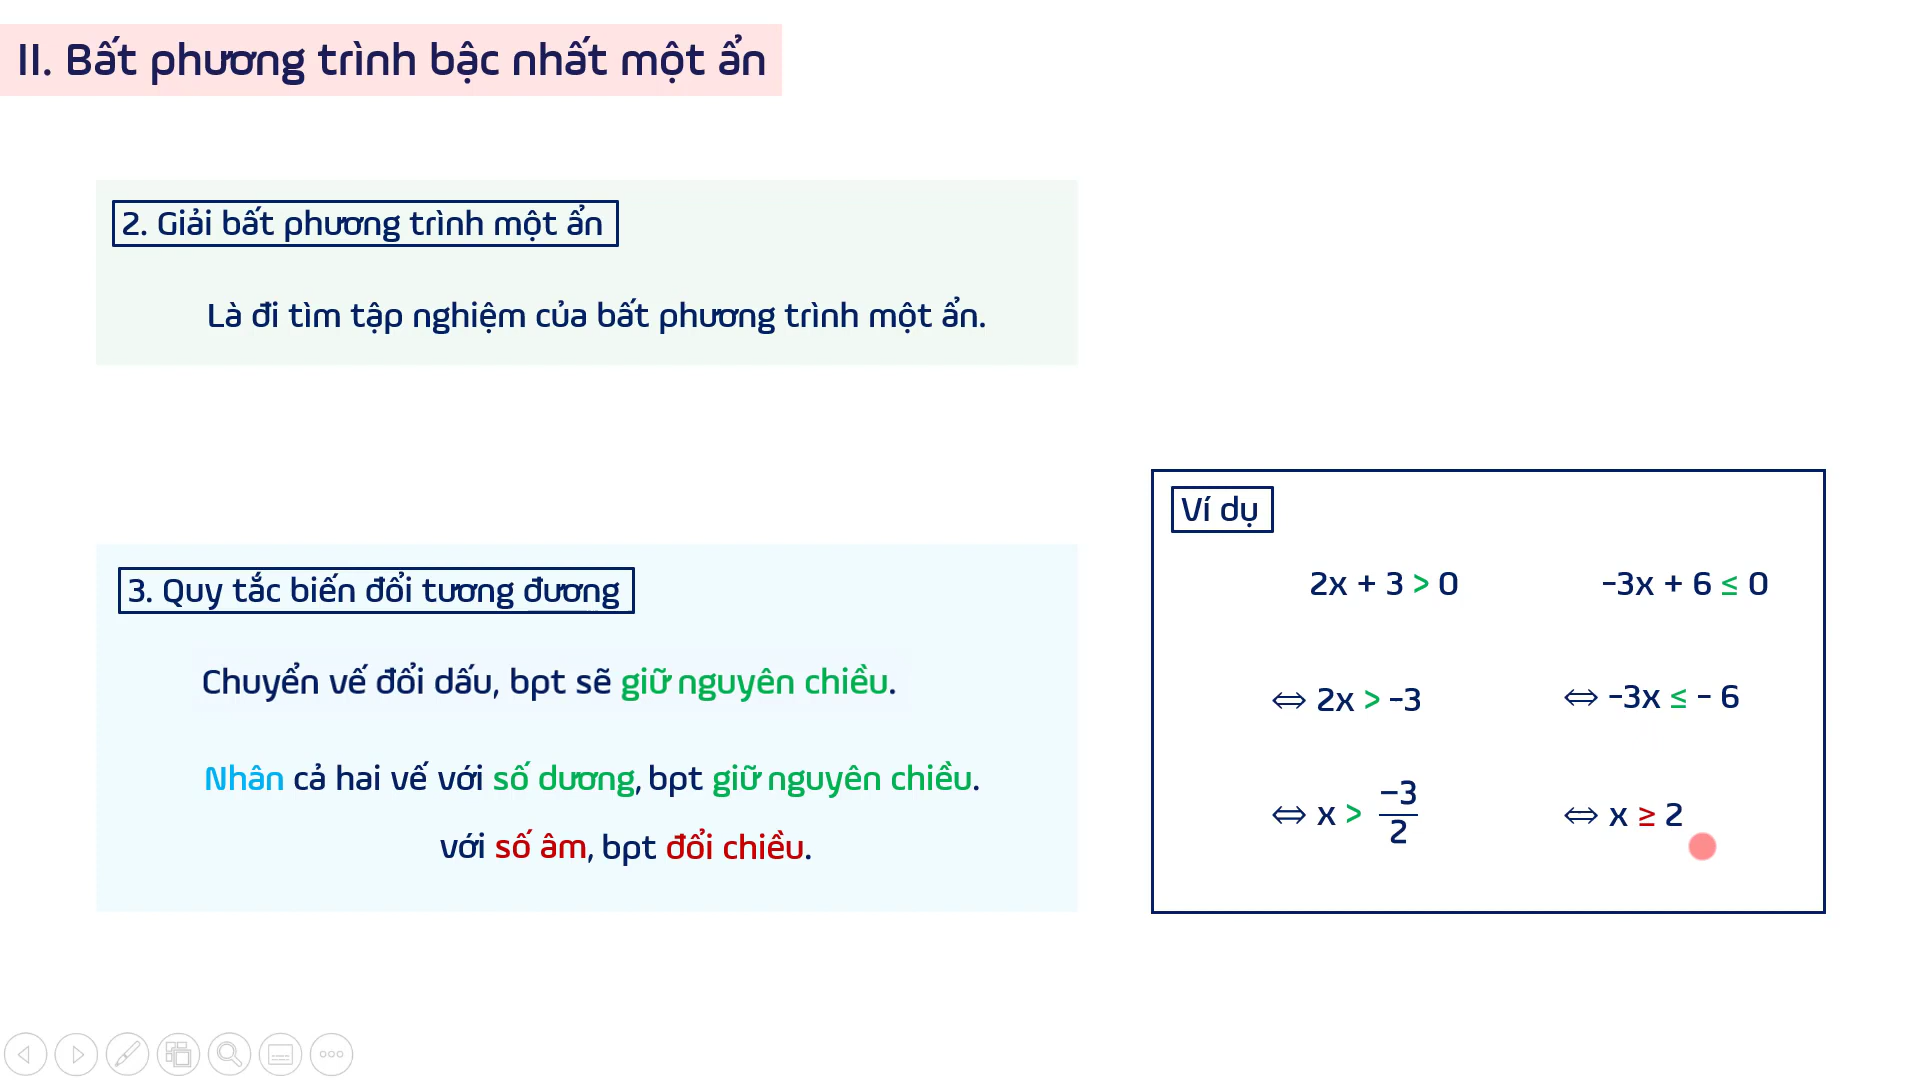 II. Bất phương trình bậc nhất một ẩn
2. Giải bất phương trình một ẩn
Là đi tìm tập nghiệm của bất phương trình một ẩn.
3. Quy tắc biến đổi tương đương
Chuyển vế đổi dấu, bpt sẽ giữ nguyên chiều.
Nhân cả hai vế với số dương, bpt giữ nguyên chiều.
với số âm, bpt đổi chiều.
Ví dụ
2x + 3 > 0 -3x + 6 ≤ 0
⇔ 2x > -3 ⇔ -3x ≤ - 6
⇔ x > −3/2 ⇔ x ≥ 2